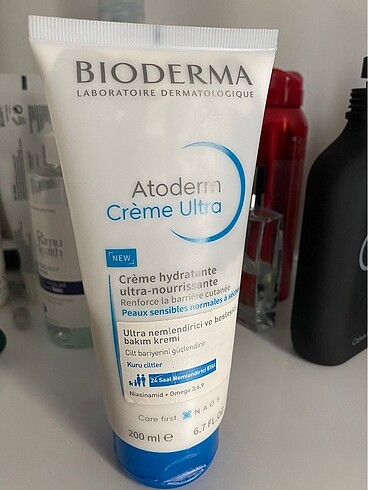 BIODERMA
LABORATOIRE DERMATOLOGIQUE
Atoderm
Crème Ultra
NEW
Crème hydratante
ultra-nourrissante
Renforce la barrière cutanée
Peaux sensibles normales à
Ultra nemlendirici ve besleyici
bakım kremi
Cilt bariyerini güçlendirir
Kuru ciltler
24 Saat Nemlendirici Etki
Niasinamid + Omega 3,6,9
Care first
NAOS
200 ml e
6.7 FL.